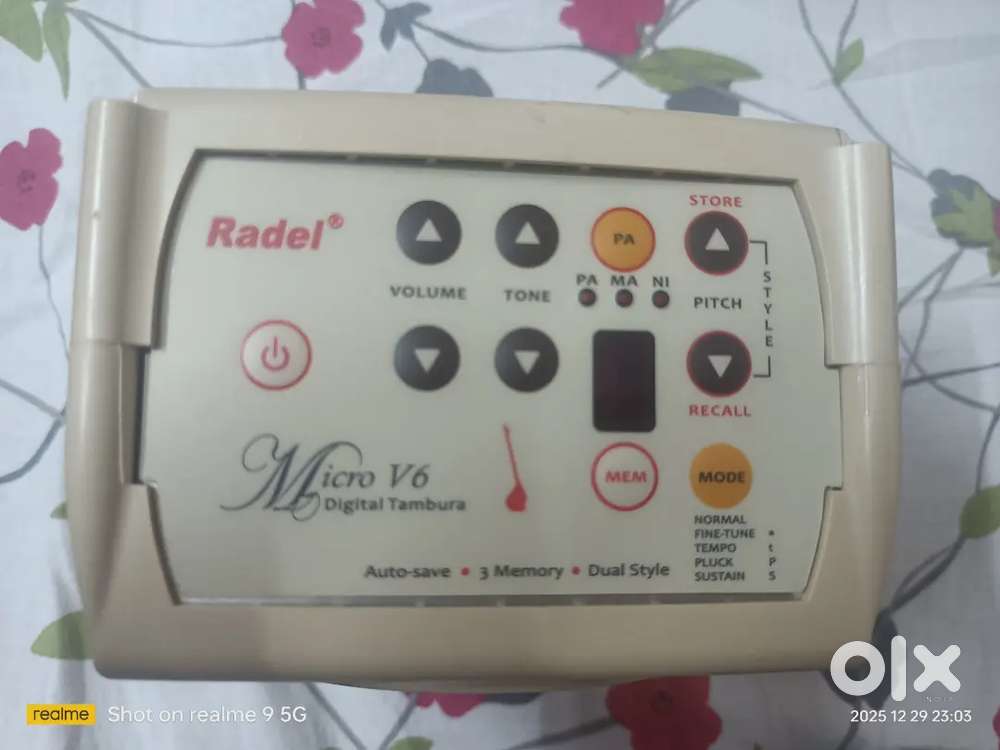 Radel®
VOLUME
TONE
PA
PA MA NI
STORE
PITCH
STYLE
RECALL
Micro V6
Digital Tambura
MEM
MODE
NORMAL
FINE-TUNE *
TEMPO t
PLUCK P
SUSTAIN S
Auto-save • 3 Memory • Dual Style
olx
realme Shot on realme 9 5G
2025 12 29 23:03